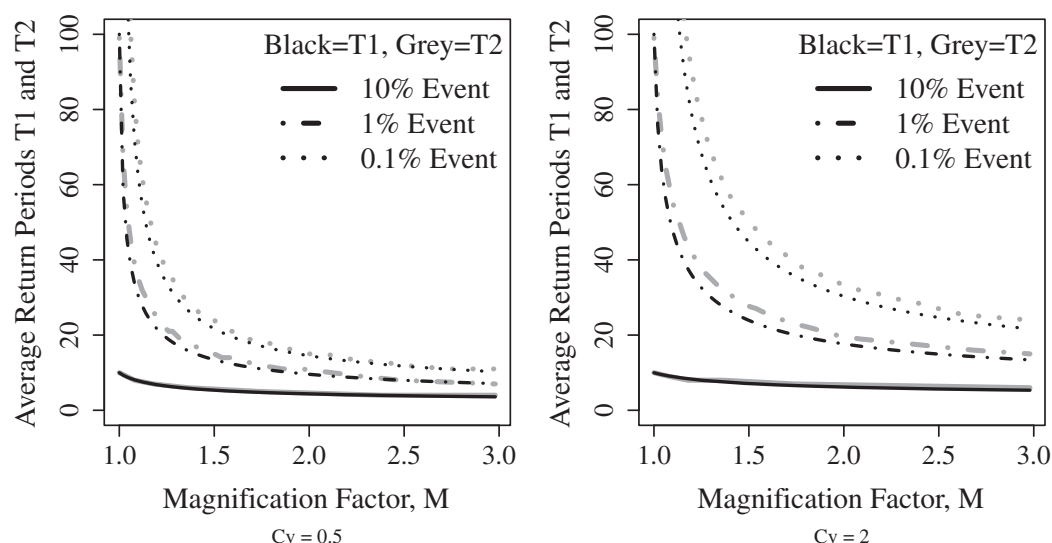 Average Return Periods T1 and T2
100
80
60
40
20
0
Black=T1, Grey=T2
10% Event
1% Event
0.1% Event
1.0 1.5 2.0 2.5 3.0
Magnification Factor, M
Cv = 0.5
Average Return Periods T1 and T2
100
80
60
40
20
0
Black=T1, Grey=T2
10% Event
1% Event
0.1% Event
1.0 1.5 2.0 2.5 3.0
Magnification Factor, M
Cv = 2